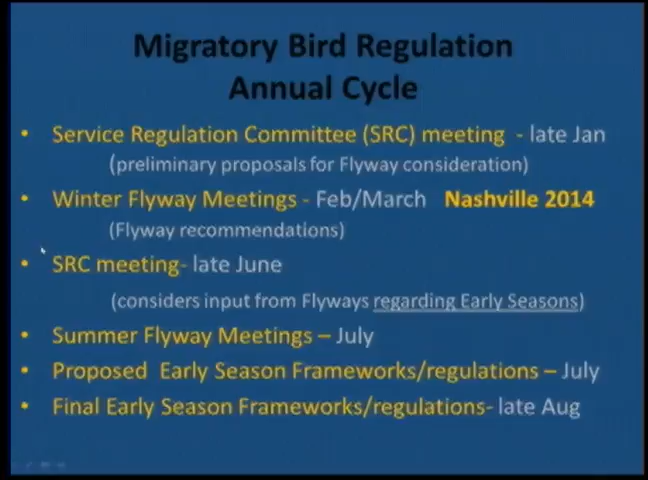 Migratory Bird Regulation
Annual Cycle
• Service Regulation Committee (SRC) meeting - late Jan
(preliminary proposals for Flyway consideration)
• Winter Flyway Meetings - Feb/March Nashville 2014
(Flyway recommendations)
• SRC meeting- late June
(considers input from Flyways regarding Early Seasons)
• Summer Flyway Meetings – July
• Proposed Early Season Frameworks/regulations – July
• Final Early Season Frameworks/regulations- late Aug